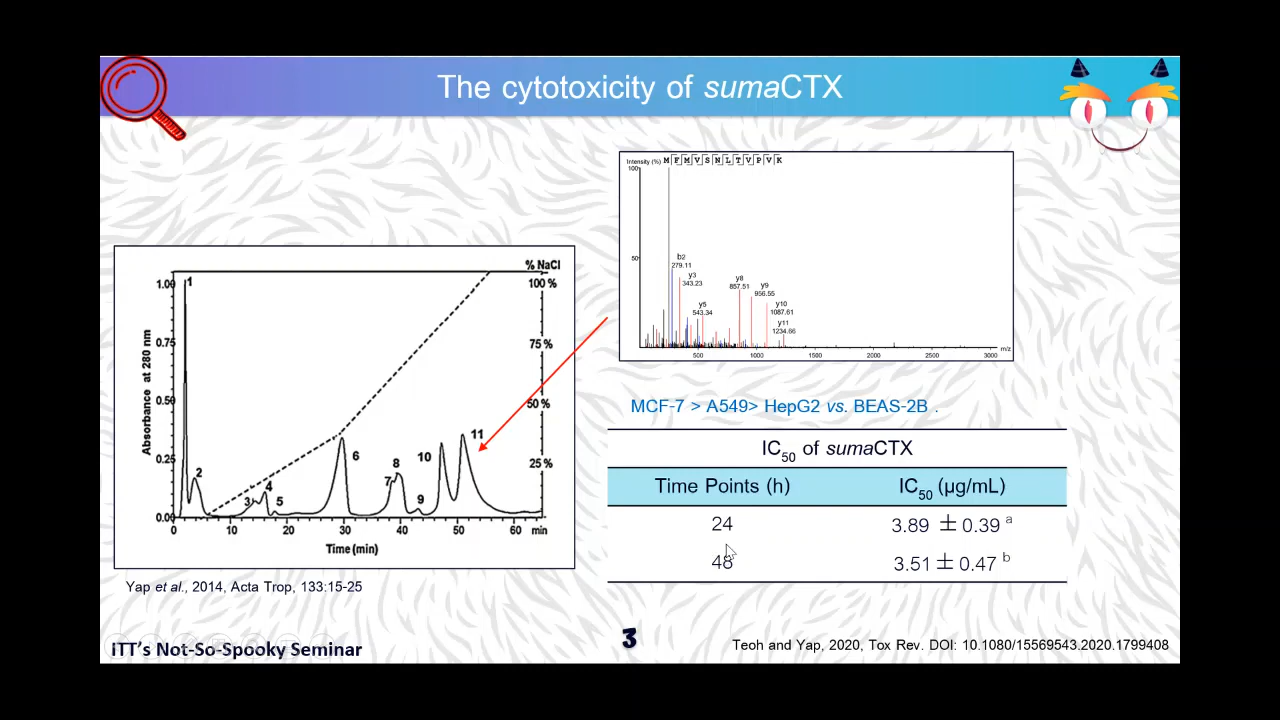 The cytotoxicity of sumaCTX
Intensity (%)
M F M V S N L T V P V K
100
50
b2
279.11
y3
343.23
y5
543.34
y8
857.51
y9
956.55
y10
1087.61
y11
1234.66
500
1000
1500
2000
2500
3000
m/z
% NaCl
100 %
75 %
50 %
25 %
1.00
0.75
0.50
0.25
0.00
Absorbance at 280 nm
1
2
3
4
5
6
7
8
9
10
11
0
10
20
30
40
50
60
min
Time (min)
Yap et al., 2014, Acta Trop, 133:15-25
MCF-7 > A549> HepG2 vs. BEAS-2B .
IC50 of sumaCTX
Time Points (h) IC50 (µg/mL)
24 3.89 ± 0.39 a
48 3.51 ± 0.47 b
iTT's Not-So-Spooky Seminar
3
Teoh and Yap, 2020, Tox Rev. DOI: 10.1080/15569543.2020.1799408